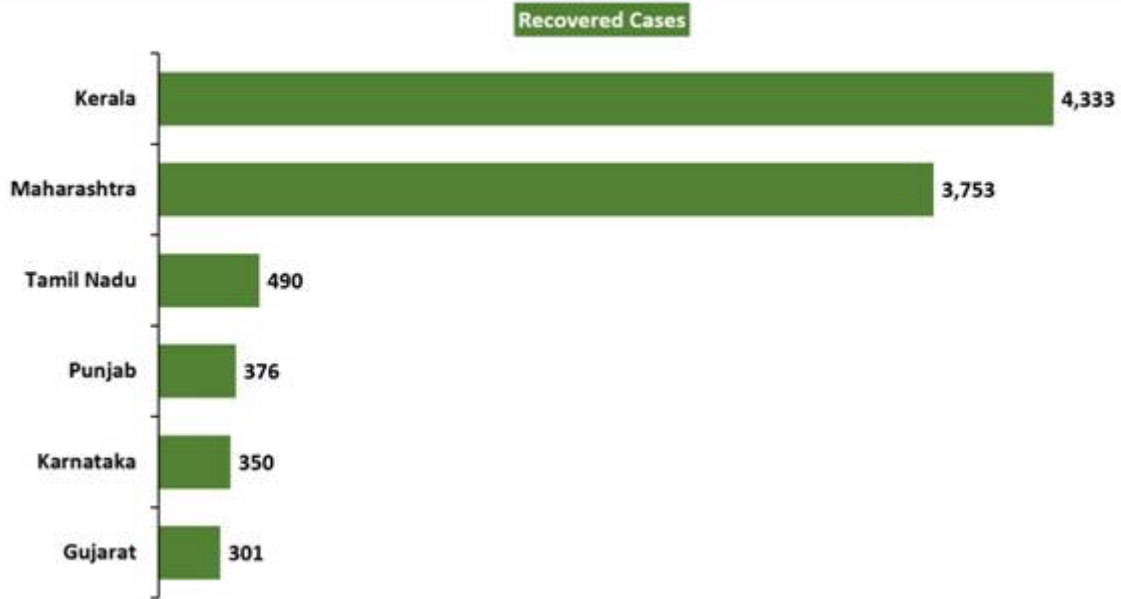 Recovered Cases
Kerala 4,333
Maharashtra 3,753
Tamil Nadu 490
Punjab 376
Karnataka 350
Gujarat 301